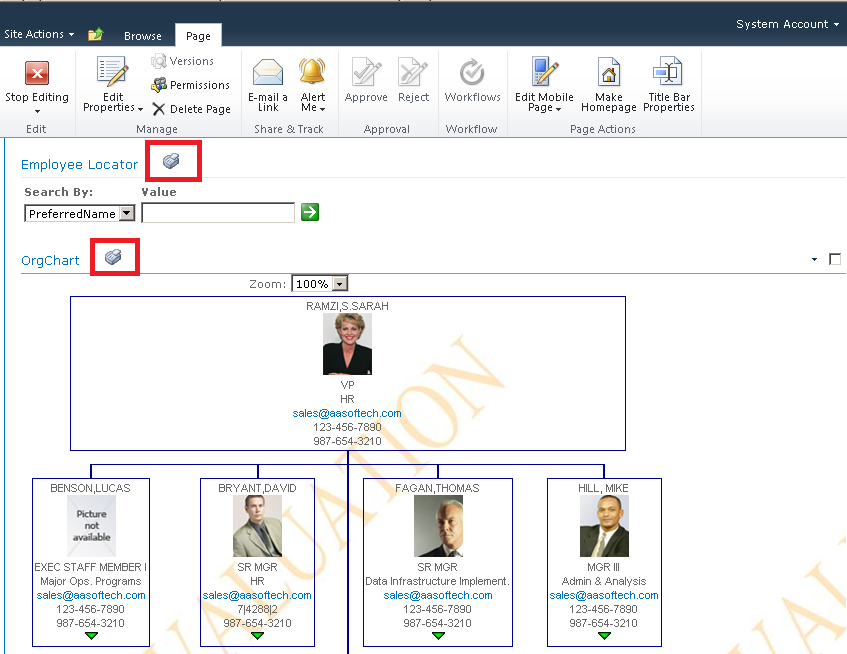 System Account
Site Actions Browse Page
Stop Editing
Edit
Edit Properties
Versions
Permissions
Delete Page
Manage
E-mail a Link
Alert Me
Share & Track
Approve
Reject
Approval
Workflows
Workflow
Edit Mobile Page
Make Homepage
Title Bar Properties
Page Actions
Employee Locator
Search By: Value
PreferredName
OrgChart
Zoom: 100%
RAMZI,S.SARAH
VP
HR
sales@aasoftech.com
123-456-7890
987-654-3210
BENSON,LUCAS
Picture
not
available
EXEC STAFF MEMBER I
Major Ops. Programs
sales@aasoftech.com
123-456-7890
987-654-3210
BRYANT,DAVID
SR MGR
HR
sales@aasoftech.com
7|4288|2
987-654-3210
FAGAN,THOMAS
SR MGR
Data Infrastructure Implement.
sales@aasoftech.com
123-456-7890
987-654-3210
HILL, MIKE
MGR III
Admin & Analysis
sales@aasoftech.com
123-456-7890
987-654-3210
VALUATION